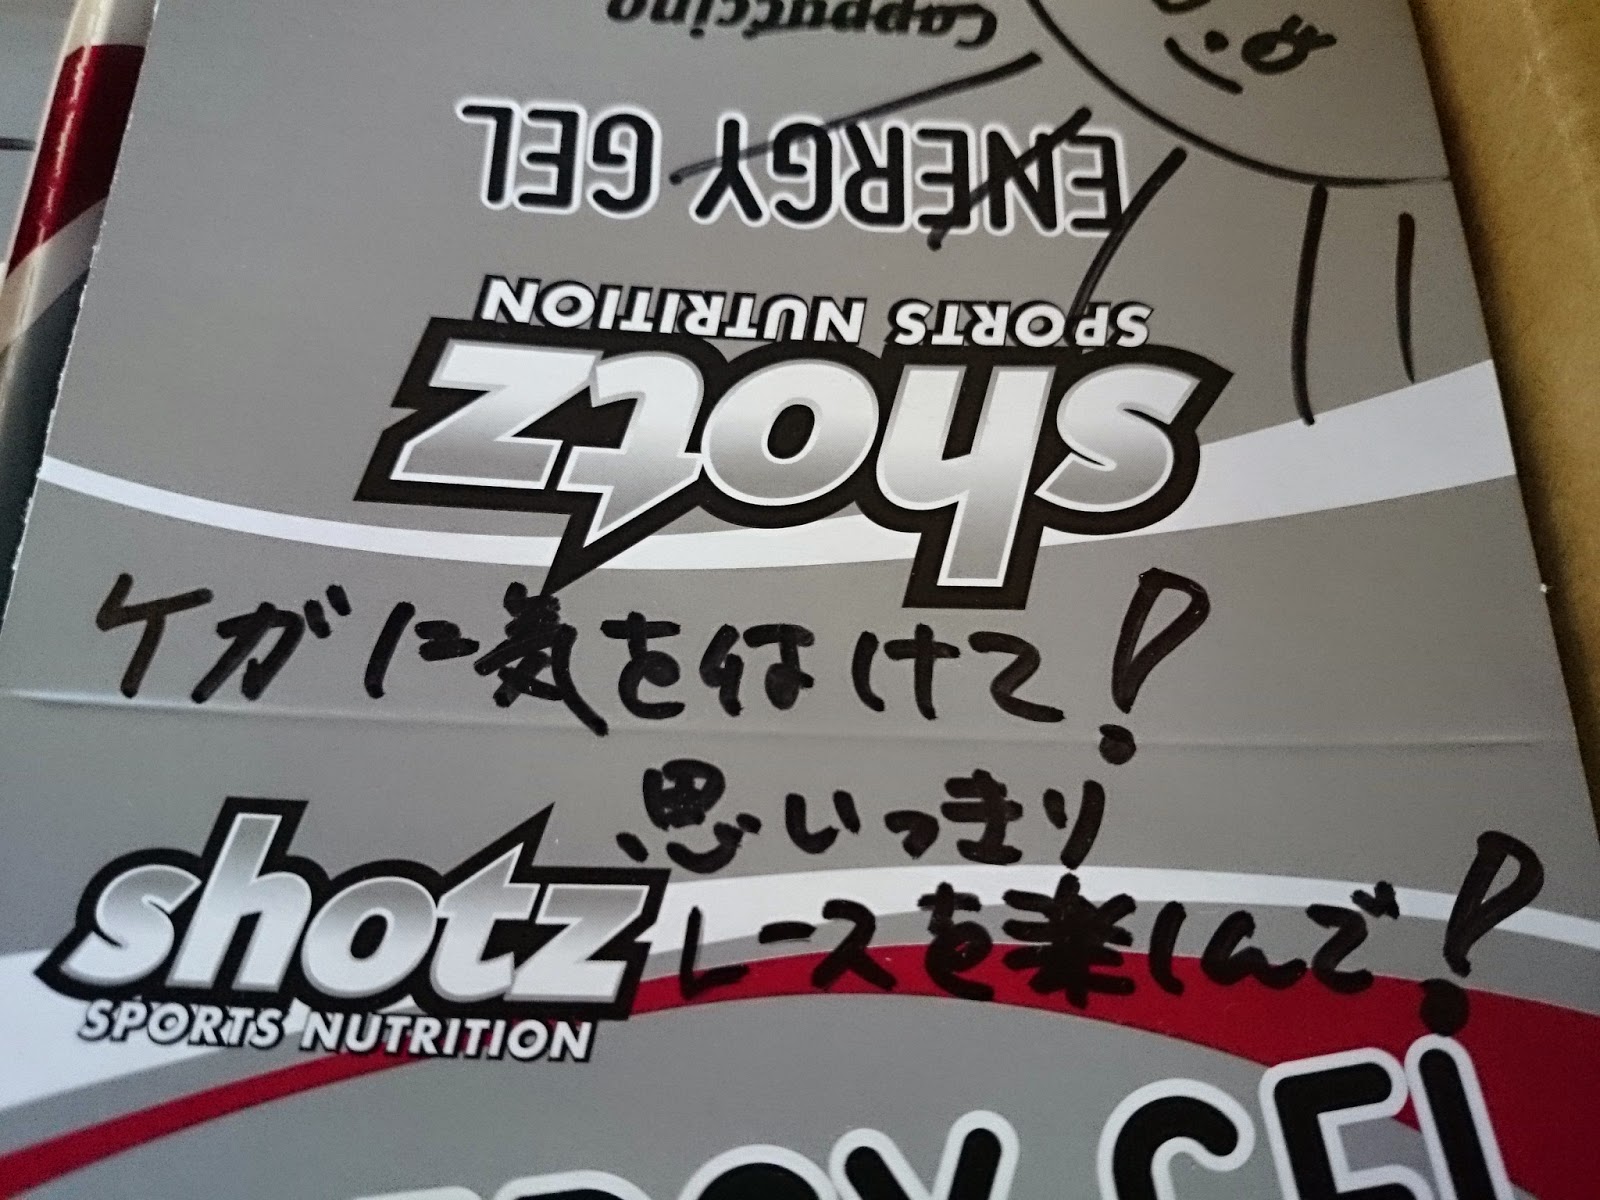 Cappuccino
ENERGY GEL
SPORTS NUTRITION
shotz
ケガに気を付けて!
思いっきり
レースを楽しんで!
shotz
SPORTS NUTRITION
GEL